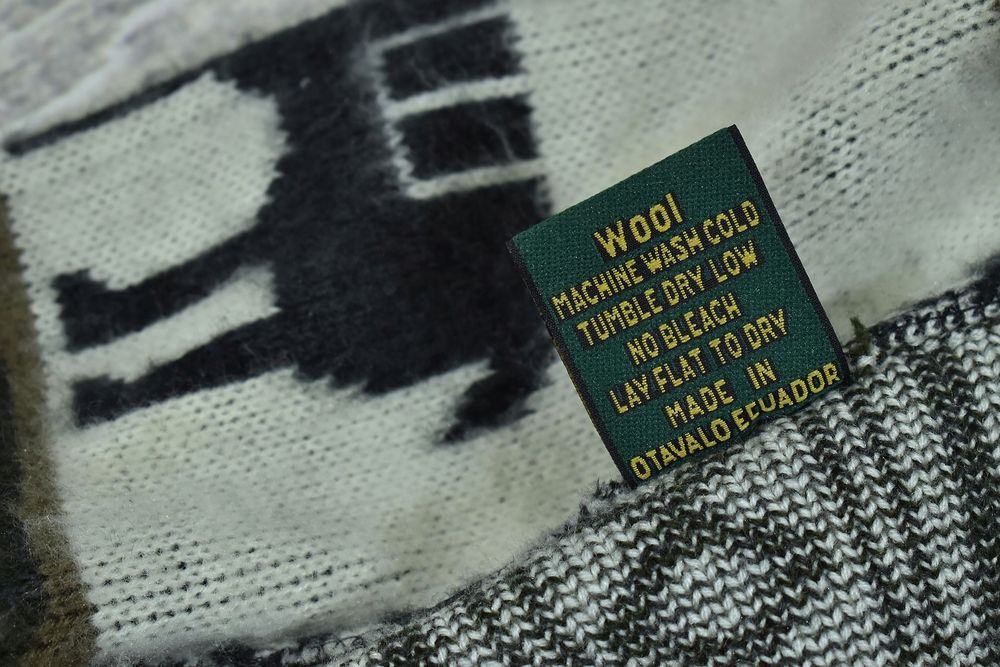 Wool
MACHINE WASH COLD
TUMBLE DRY LOW
NO BLEACH
LAY FLAT TO DRY
MADE IN
OTAVALO ECUADOR